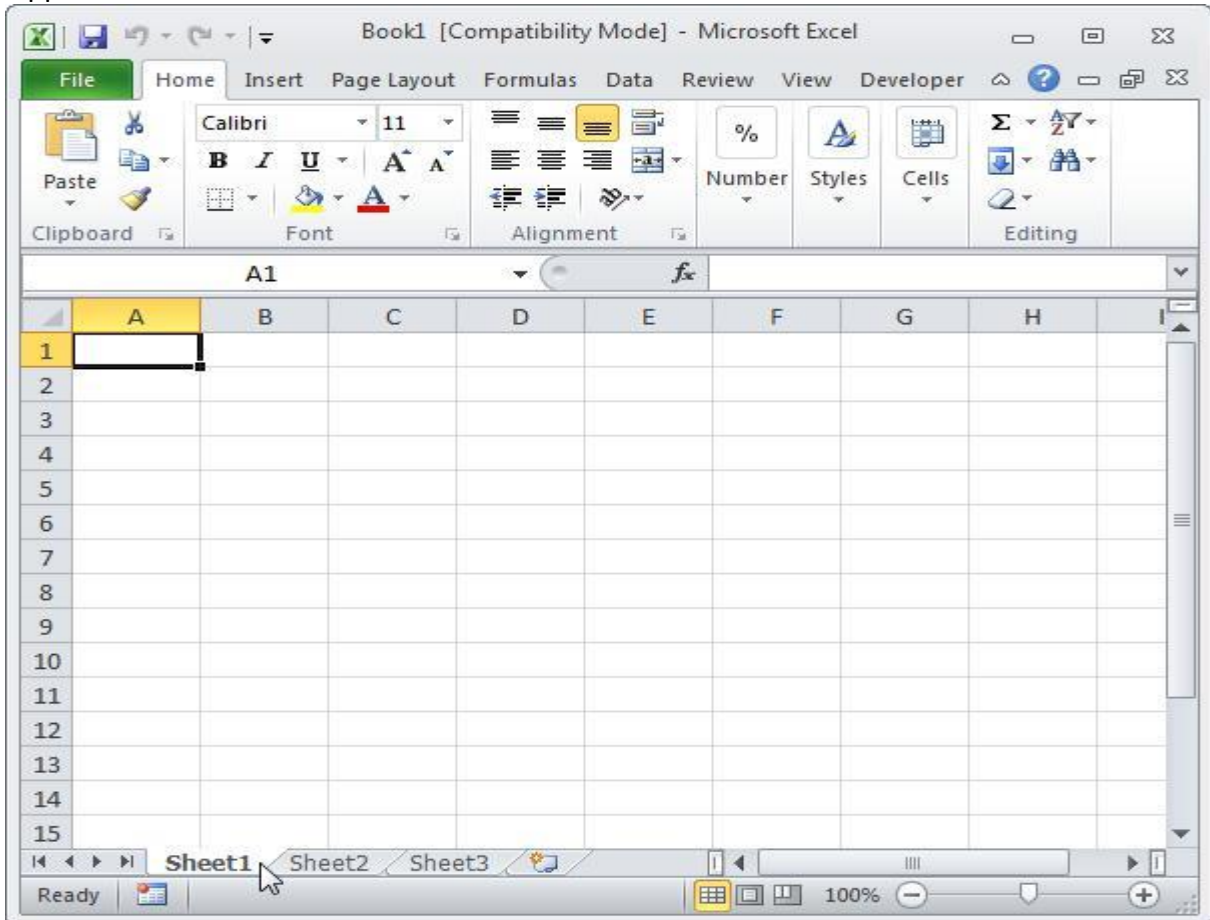 Book1 [Compatibility Mode] - Microsoft Excel
File Home Insert Page Layout Formulas Data Review View Developer
Calibri 11
B I U A A
% A
Σ A Z
Paste
Number Styles Cells
A
Clipboard Font Alignment Editing
A1 fx
A B C D E F G H I
1
2
3
4
5
6
7
8
9
10
11
12
13
14
15
Sheet1 Sheet2 Sheet3
Ready 100%